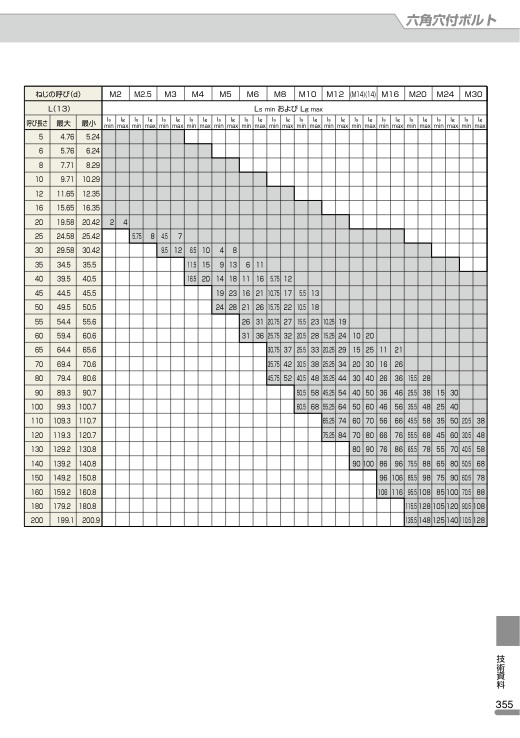 六角穴付ボルト
ねじの呼び(d) M2 M2.5 M3 M4 M5 M6 M8 M10 M12 (M14)(14) M16 M20 M24 M30
L(13) Ls min および Lg max
呼び長さ 最大 最小 ls min lg max ls min lg max ls min lg max ls min lg max ls min lg max ls min lg max ls min lg max ls min lg max ls min lg max ls min lg max ls min lg max ls min lg max ls min lg max ls min lg max
5 4.76 5.24
6 5.76 6.24
8 7.71 8.29
10 9.71 10.29
12 11.65 12.35
16 15.65 16.35
20 19.58 20.42 2 4
25 24.58 25.42 5.75 8 4.5 7
30 29.58 30.42 9.5 12 6.5 10 4 8
35 34.5 35.5 11.5 15 9 13 6 11
40 39.5 40.5 16.5 20 14 18 11 16 5.75 12
45 44.5 45.5 19 23 16 21 10.75 17 5.5 13
50 49.5 50.5 24 28 21 26 15.75 22 10.5 18
55 54.4 55.6 26 31 20.75 27 15.5 23 10.25 19
60 59.4 60.6 31 36 25.75 32 20.5 28 15.25 24 10 20
65 64.4 65.6 30.75 37 25.5 33 20.25 29 15 25 11 21
70 69.4 70.6 35.75 42 30.5 38 25.25 34 20 30 16 26
80 79.4 80.6 45.75 52 40.5 48 35.25 44 30 40 26 36 15.5 28
90 89.3 90.7 50.5 58 45.25 54 40 50 36 46 25.5 38 15 30
100 99.3 100.7 60.5 68 55.25 64 50 60 46 56 35.5 48 25 40
110 109.3 110.7 65.25 74 60 70 56 66 45.5 58 35 50 20.5 38
120 119.3 120.7 75.25 84 70 80 66 76 55.5 68 45 60 30.5 48
130 129.2 130.8 80 90 76 86 65.5 78 55 70 40.5 58
140 139.2 140.8 90 100 86 96 75.5 88 65 80 50.5 68
150 149.2 150.8 96 106 85.5 98 75 90 60.5 78
160 159.2 160.8 106 116 95.5 108 85 100 70.5 88
180 179.2 180.8 115.5 128 105 120 90.5 108
200 199.1 200.9 135.5 148 125 140 110.5 128
技術資料
355